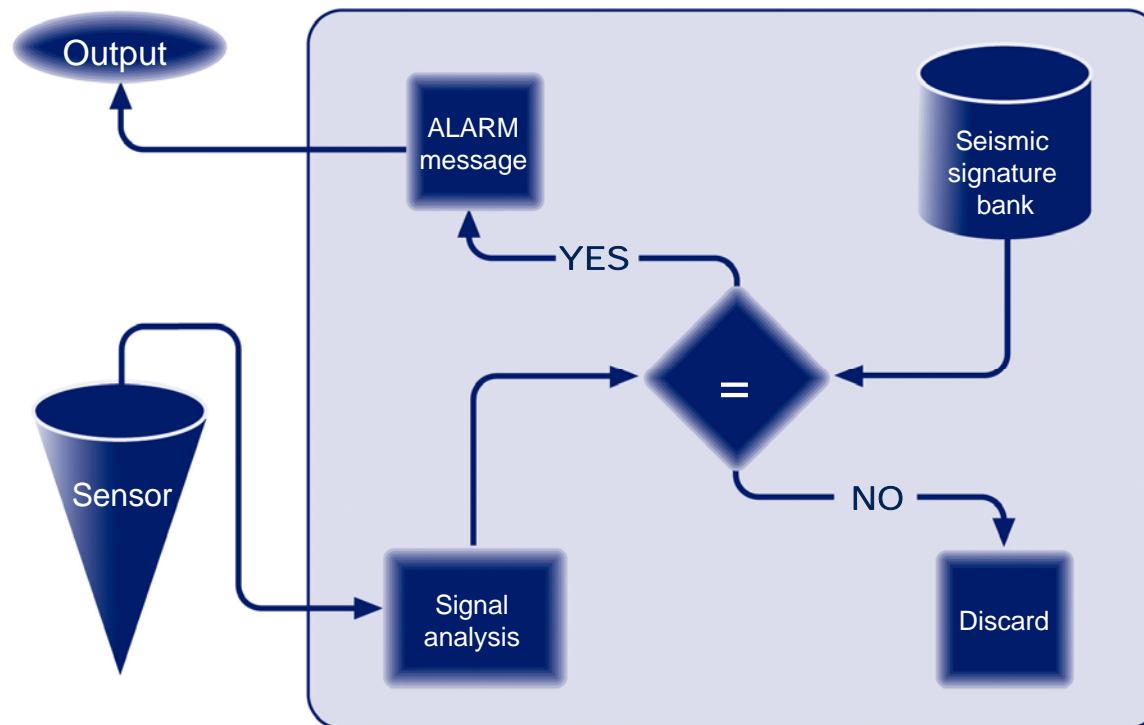 Output
ALARM
message
Seismic
signature
bank
YES
=
Sensor
NO
Signal
analysis
Discard